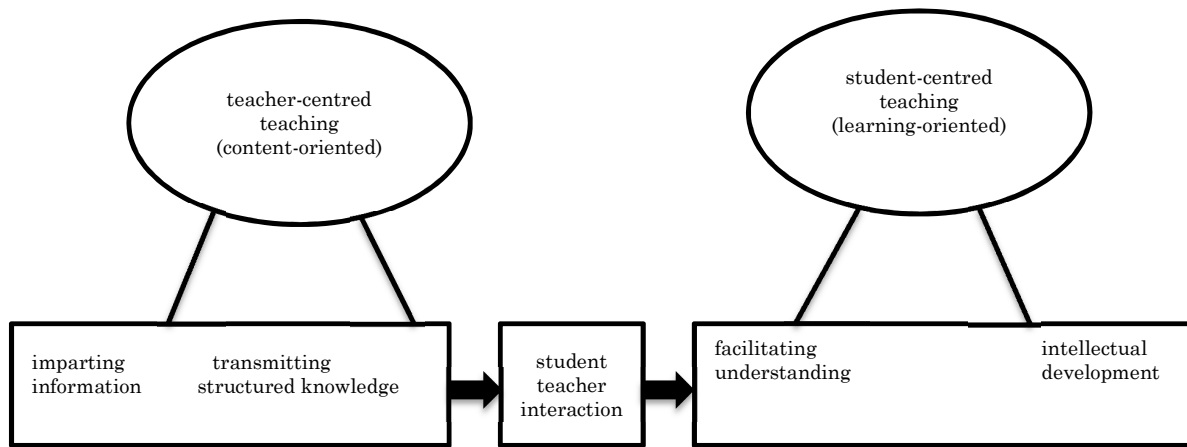 teacher-centred
teaching
(content-oriented)
student-centred
teaching
(learning-oriented)
imparting
information
transmitting
structured knowledge
student
teacher
interaction
facilitating
understanding
intellectual
development